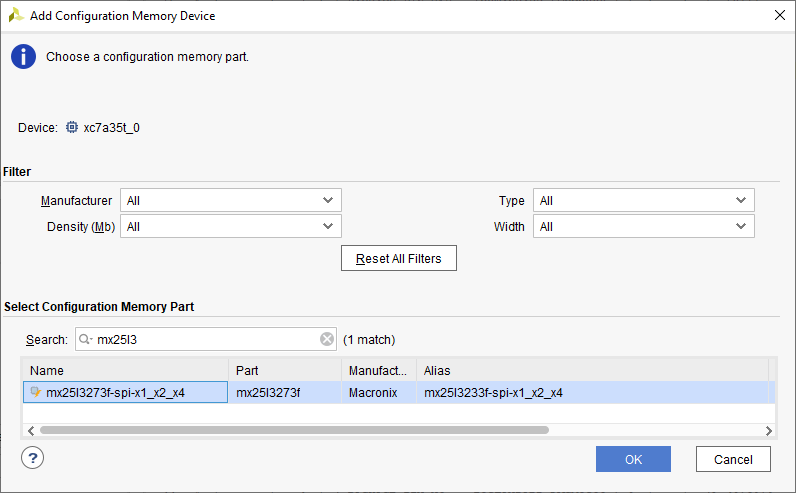 Add Configuration Memory Device
Choose a configuration memory part.
Device: xc7a35t_0
Filter
Manufacturer All Type All
Density (Mb) All Width All
Reset All Filters
Select Configuration Memory Part
Search: mx25l3 (1 match)
Name Part Manufact... Alias
mx25l3273f-spi-x1_x2_x4 mx25l3273f Macronix mx25l3233f-spi-x1_x2_x4
? OK Cancel